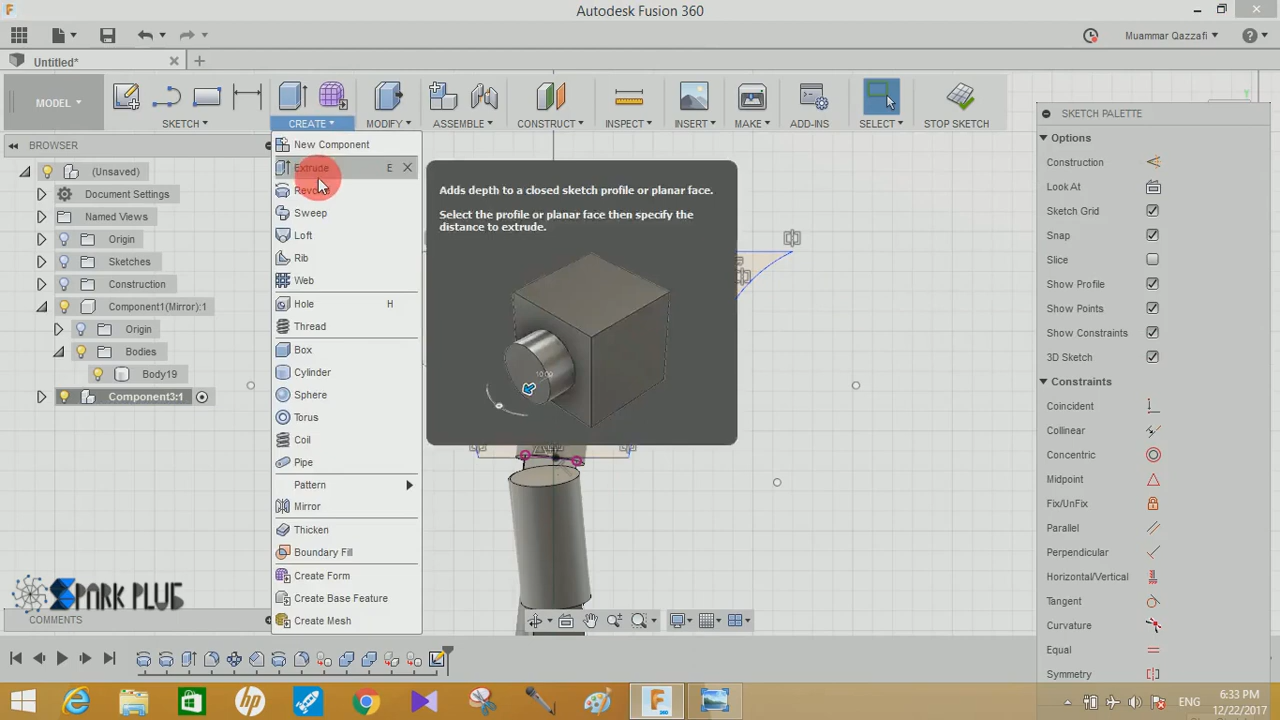 Autodesk Fusion 360
Muammar Qazzafi
Untitled*
MODEL
SKETCH
CREATE
MODIFY
ASSEMBLE
CONSTRUCT
INSPECT
INSERT
MAKE
ADD-INS
SELECT
STOP SKETCH
BROWSER
(Unsaved)
Document Settings
Named Views
Origin
Sketches
Construction
Component1(Mirror):1
Origin
Bodies
Body19
Component3:1
COMMENTS
SPARK PLUG
New Component
Extrude E
Revolve
Sweep
Loft
Rib
Web
Hole H
Thread
Box
Cylinder
Sphere
Torus
Coil
Pipe
Pattern
Mirror
Thicken
Boundary Fill
Create Form
Create Base Feature
Create Mesh
Adds depth to a closed sketch profile or planar face.
Select the profile or planar face then specify the
distance to extrude.
10.00
SKETCH PALETTE
Options
Construction
Look At
Sketch Grid
Snap
Slice
Show Profile
Show Points
Show Constraints
3D Sketch
Constraints
Coincident
Collinear
Concentric
Midpoint
Fix/UnFix
Parallel
Perpendicular
Horizontal/Vertical
Tangent
Curvature
Equal
Symmetry
ENG
6:33 PM
12/22/2017